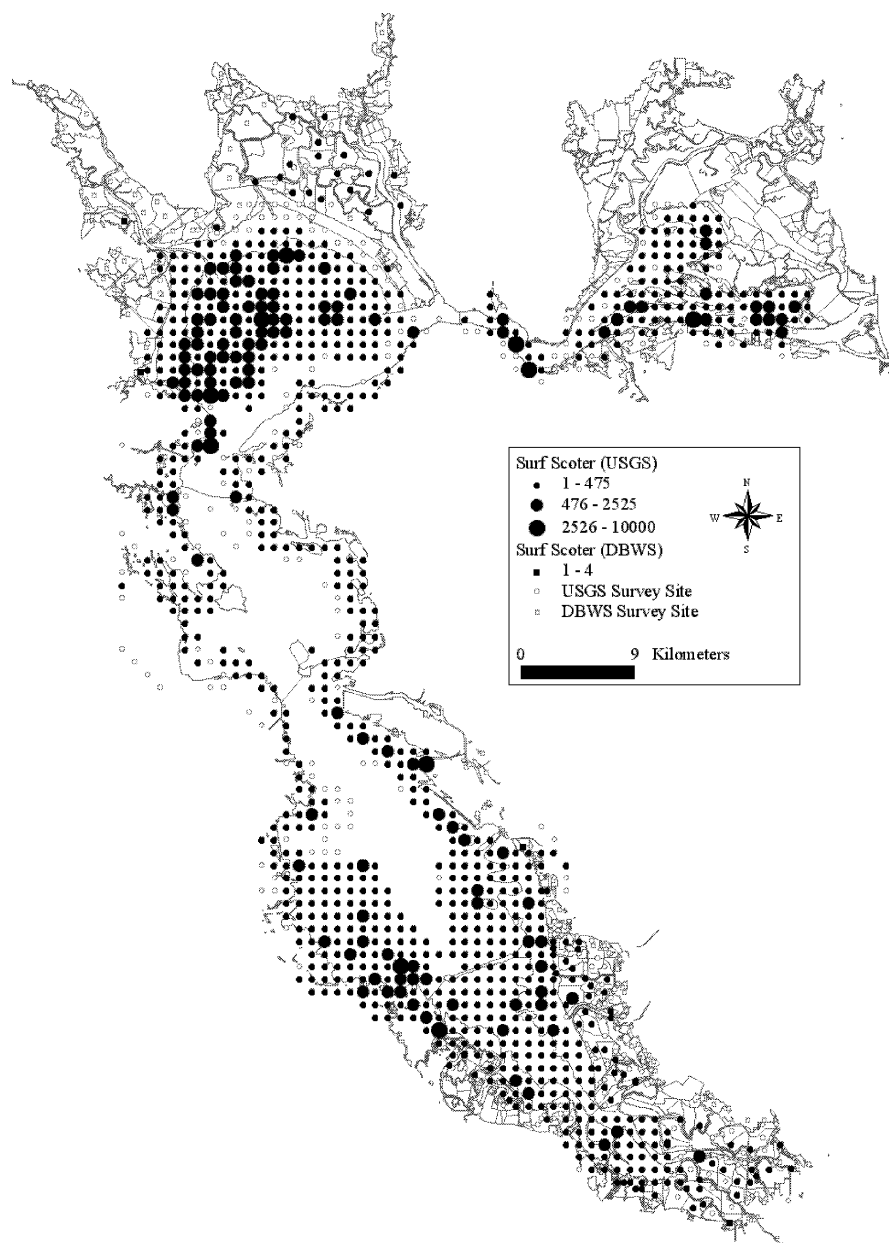 Surf Scoter (USGS)
1 - 475
476 - 2525
2526 - 10000
Surf Scoter (DBWS)
1 - 4
USGS Survey Site
DBWS Survey Site
N
W E
S
0 9 Kilometers